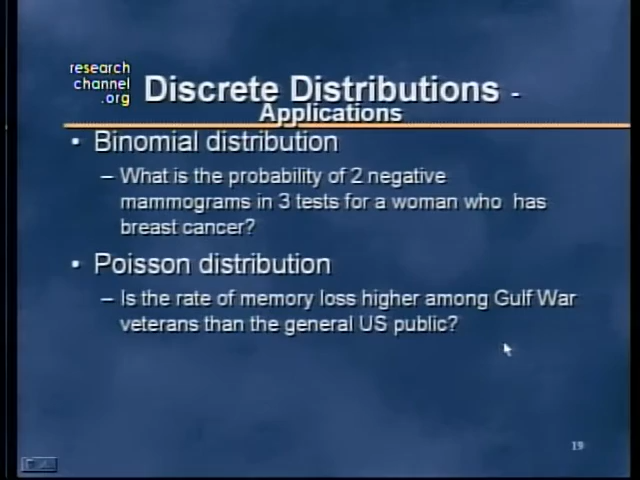 research
channel
.org
Discrete Distributions -
Applications
• Binomial distribution
– What is the probability of 2 negative
mammograms in 3 tests for a woman who has
breast cancer?
• Poisson distribution
– Is the rate of memory loss higher among Gulf War
veterans than the general US public?
19